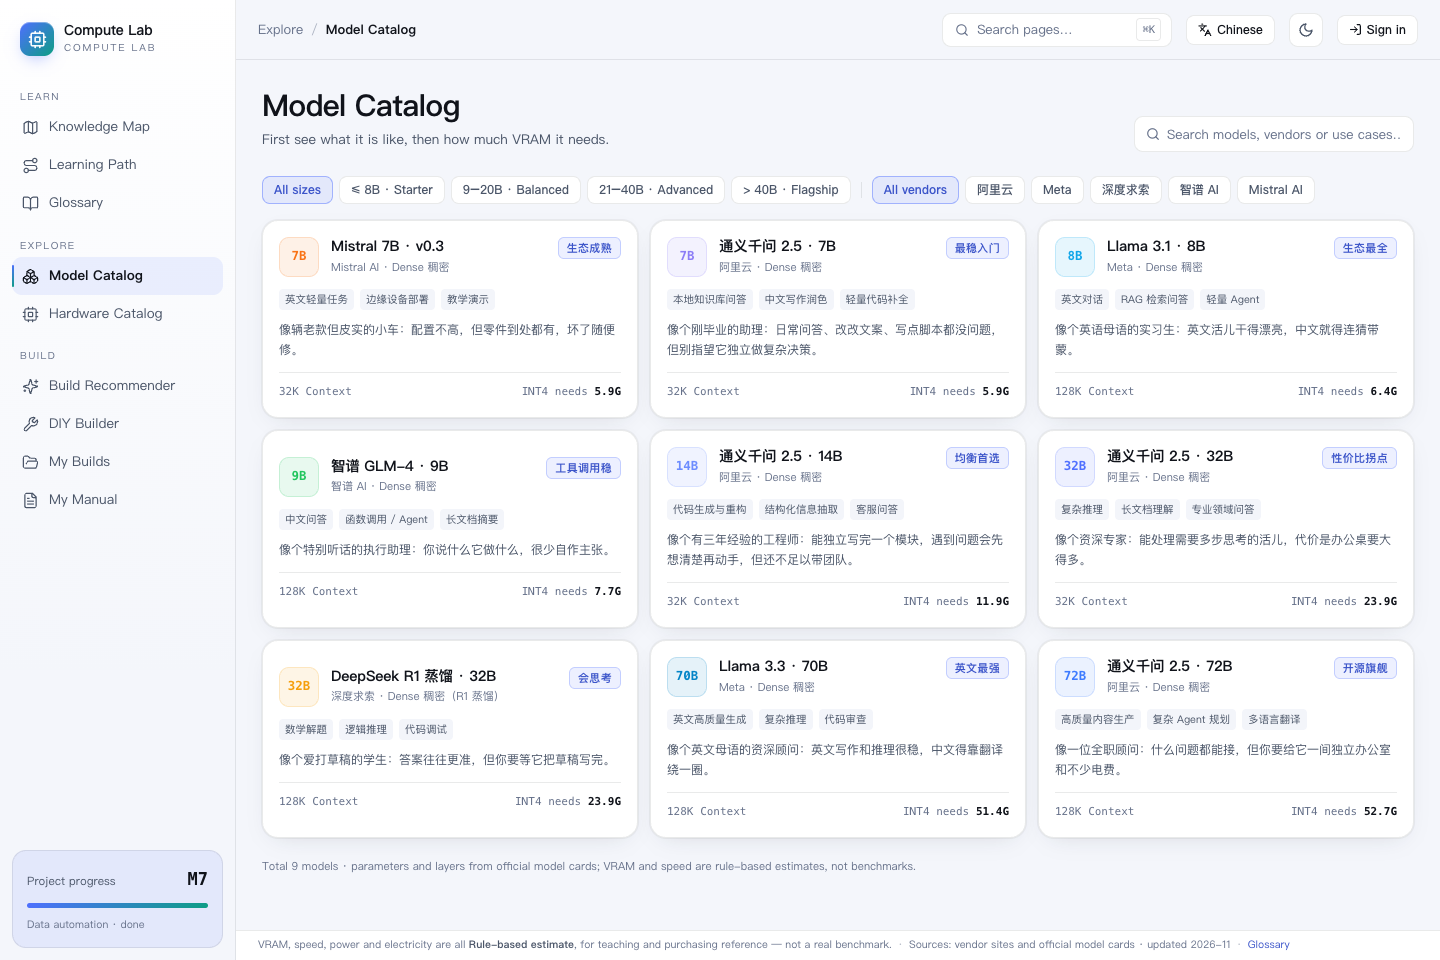 Compute Lab
COMPUTE LAB
LEARN
Knowledge Map
Learning Path
Glossary
EXPLORE
Model Catalog
Hardware Catalog
BUILD
Build Recommender
DIY Builder
My Builds
My Manual
Project progress M7
Data automation · done
Explore / Model Catalog
Search pages... ⌘K
Chinese
Sign in
Model Catalog
First see what it is like, then how much VRAM it needs.
Search models, vendors or use cases..
All sizes ≤ 8B · Starter 9–20B · Balanced 21–40B · Advanced > 40B · Flagship All vendors 阿里云 Meta 深度求索 智谱 AI Mistral AI
7B
Mistral 7B · v0.3
Mistral AI · Dense 稠密
生态成熟
英文轻量任务 边缘设备部署 教学演示
像辆老款但皮实的小车：配置不高，但零件到处都有，坏了随便
修。
32K Context INT4 needs 5.9G
7B
通义千问 2.5 · 7B
阿里云 · Dense 稠密
最稳入门
本地知识库问答 中文写作润色 轻量代码补全
像个刚毕业的助理：日常问答、改改文案、写点脚本都没问题，
但别指望它独立做复杂决策。
32K Context INT4 needs 5.9G
8B
Llama 3.1 · 8B
Meta · Dense 稠密
生态最全
英文对话 RAG 检索问答 轻量 Agent
像个英语母语的实习生：英文活儿干得漂亮，中文就得连猜带
蒙。
128K Context INT4 needs 6.4G
9B
智谱 GLM-4 · 9B
智谱 AI · Dense 稠密
工具调用稳
中文问答 函数调用 / Agent 长文档摘要
像个特别听话的执行助理：你说什么它做什么，很少自作主张。
128K Context INT4 needs 7.7G
14B
通义千问 2.5 · 14B
阿里云 · Dense 稠密
均衡首选
代码生成与重构 结构化信息抽取 客服问答
像个有三年经验的工程师：能独立写完一个模块，遇到问题会先
想清楚再动手，但还不足以带团队。
32K Context INT4 needs 11.9G
32B
通义千问 2.5 · 32B
阿里云 · Dense 稠密
性价比拐点
复杂推理 长文档理解 专业领域问答
像个资深专家：能处理需要多步思考的活儿，代价是办公桌要大
得多。
32K Context INT4 needs 23.9G
32B
DeepSeek R1 蒸馏 · 32B
深度求索 · Dense 稠密（R1 蒸馏）
会思考
数学解题 逻辑推理 代码调试
像个爱打草稿的学生：答案往往更准，但你要等它把草稿写完。
128K Context INT4 needs 23.9G
70B
Llama 3.3 · 70B
Meta · Dense 稠密
英文最强
英文高质量生成 复杂推理 代码审查
像个英文母语的资深顾问：英文写作和推理很稳，中文得靠翻译
绕一圈。
128K Context INT4 needs 51.4G
72B
通义千问 2.5 · 72B
阿里云 · Dense 稠密
开源旗舰
高质量内容生产 复杂 Agent 规划 多语言翻译
像一位全职顾问：什么问题都能接，但你要给它一间独立办公室
和不少电费。
128K Context INT4 needs 52.7G
Total 9 models · parameters and layers from official model cards; VRAM and speed are rule-based estimates, not benchmarks.
VRAM, speed, power and electricity are all Rule-based estimate, for teaching and purchasing reference — not a real benchmark. · Sources: vendor sites and official model cards · updated 2026-11 · Glossary